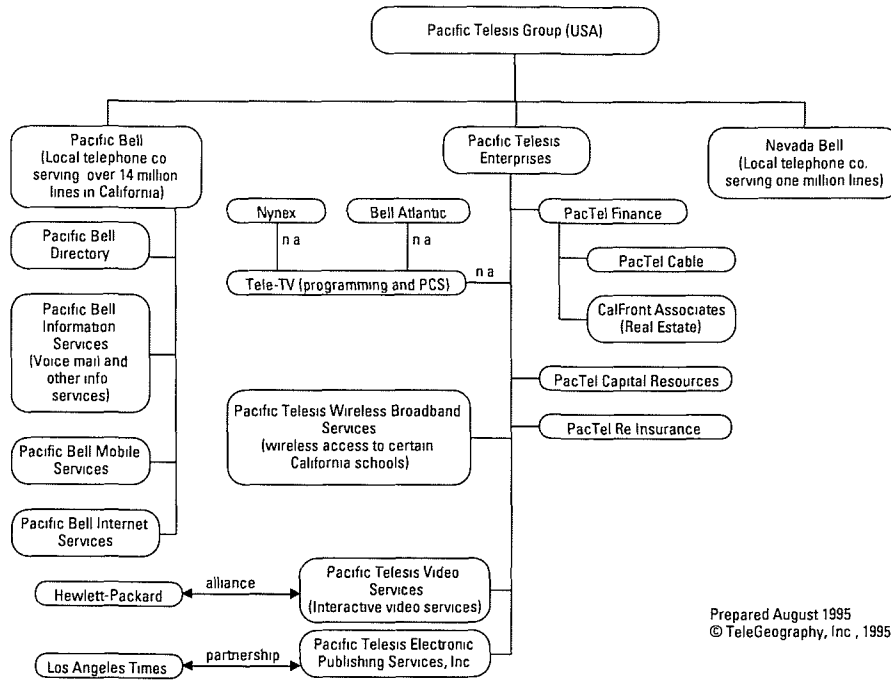 Pacific Telesis Group (USA)
Pacific Bell
(Local telephone co
serving over 14 million
lines in California)
Pacific Telesis
Enterprises
Nevada Bell
(Local telephone co.
serving one million lines)
Pacific Bell
Directory
Pacific Bell
Information
Services
(Voice mail and
other info
services)
Pacific Bell Mobile
Services
Pacific Bell Internet
Services
Nynex
Bell Atlantic
n a
n a
Tele-TV (programming and PCS)
n a
PacTel Finance
PacTel Cable
CalFront Associates
(Real Estate)
PacTel Capital Resources
PacTel Re Insurance
Pacific Telesis Wireless Broadband
Services
(wireless access to certain
California schools)
Hewlett-Packard
alliance
Pacific Telesis Video
Services
(Interactive video services)
Los Angeles Times
partnership
Pacific Telesis Electronic
Publishing Services, Inc
Prepared August 1995
© TeleGeography, Inc , 1995